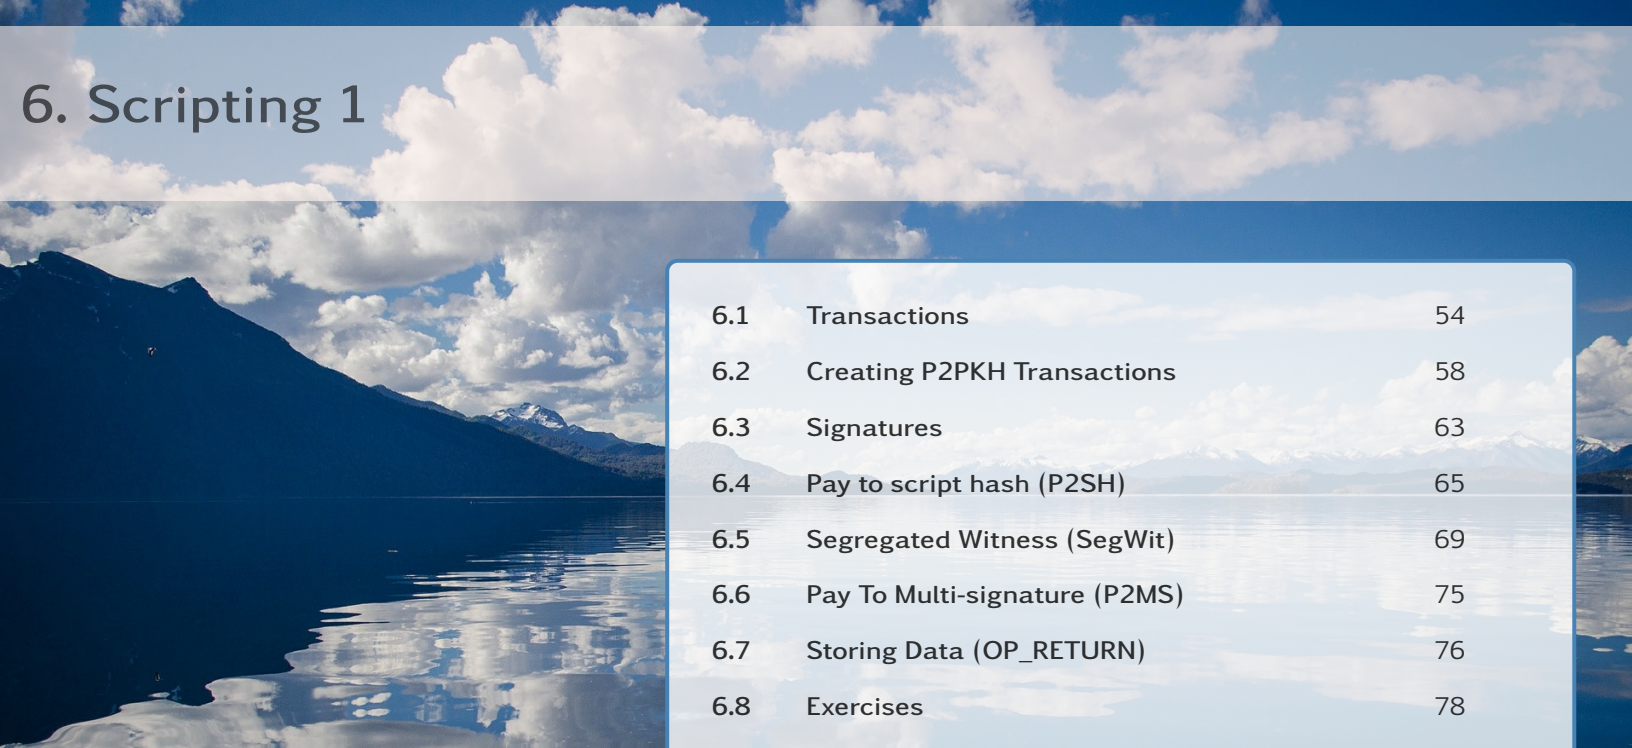 6. Scripting 1
6.1 Transactions 54
6.2 Creating P2PKH Transactions 58
6.3 Signatures 63
6.4 Pay to script hash (P2SH) 65
6.5 Segregated Witness (SegWit) 69
6.6 Pay To Multi-signature (P2MS) 75
6.7 Storing Data (OP_RETURN) 76
6.8 Exercises 78